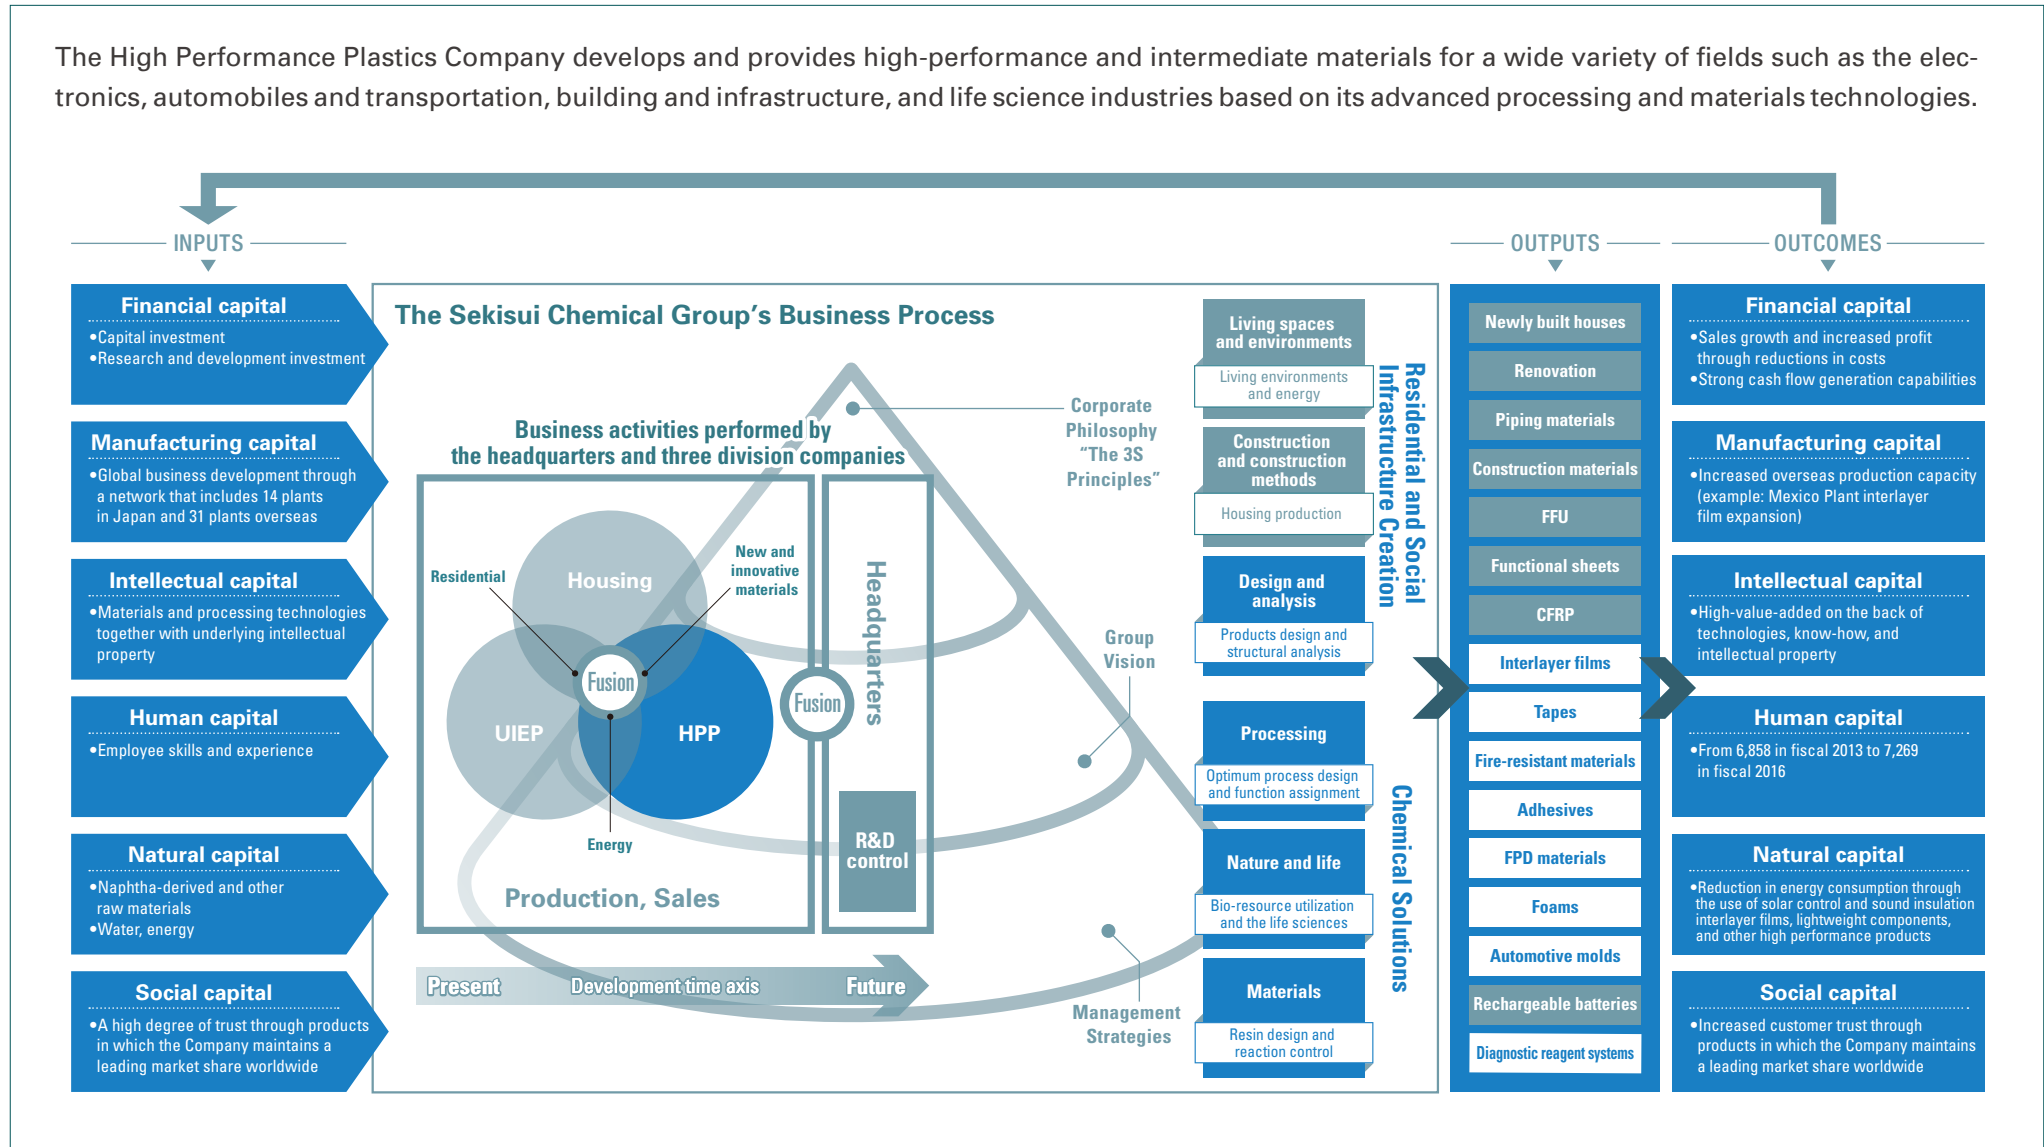 The High Performance Plastics Company develops and provides high-performance and intermediate materials for a wide variety of fields such as the elec-
tronics, automobiles and transportation, building and infrastructure, and life science industries based on its advanced processing and materials technologies.
INPUTS
Financial capital
•Capital investment
•Research and development investment
Manufacturing capital
•Global business development through
a network that includes 14 plants
in Japan and 31 plants overseas
Intellectual capital
•Materials and processing technologies
together with underlying intellectual
property
Human capital
•Employee skills and experience
Natural capital
•Naphtha-derived and other
raw materials
•Water, energy
Social capital
•A high degree of trust through products
in which the Company maintains a
leading market share worldwide
The Sekisui Chemical Group's Business Process
Business activities performed by
the headquarters and three division companies
Residential
Housing
New and
innovative
materials
UIEP
Fusion
HPP
Energy
Production, Sales
Fusion
Headquarters
R&D
control
Present
Development time axis
Future
Corporate
Philosophy
“The 3S
Principles”
Group
Vision
Management
Strategies
Living spaces
and environments
Living environments
and energy
Construction
and construction
methods
Housing production
Design and
analysis
Products design and
structural analysis
Processing
Optimum process design
and function assignment
Nature and life
Bio-resource utilization
and the life sciences
Materials
Resin design and
reaction control
Residential and Social
Infrastructure Creation
Chemical Solutions
OUTPUTS
Newly built houses
Renovation
Piping materials
Construction materials
FFU
Functional sheets
CFRP
Interlayer films
Tapes
Fire-resistant materials
Adhesives
FPD materials
Foams
Automotive molds
Rechargeable batteries
Diagnostic reagent systems
OUTCOMES
Financial capital
•Sales growth and increased profit
through reductions in costs
•Strong cash flow generation capabilities
Manufacturing capital
•Increased overseas production capacity
(example: Mexico Plant interlayer
film expansion)
Intellectual capital
•High-value-added on the back of
technologies, know-how, and
intellectual property
Human capital
•From 6,858 in fiscal 2013 to 7,269
in fiscal 2016
Natural capital
•Reduction in energy consumption through
the use of solar control and sound insulation
interlayer films, lightweight components,
and other high performance products
Social capital
•Increased customer trust through
products in which the Company maintains
a leading market share worldwide